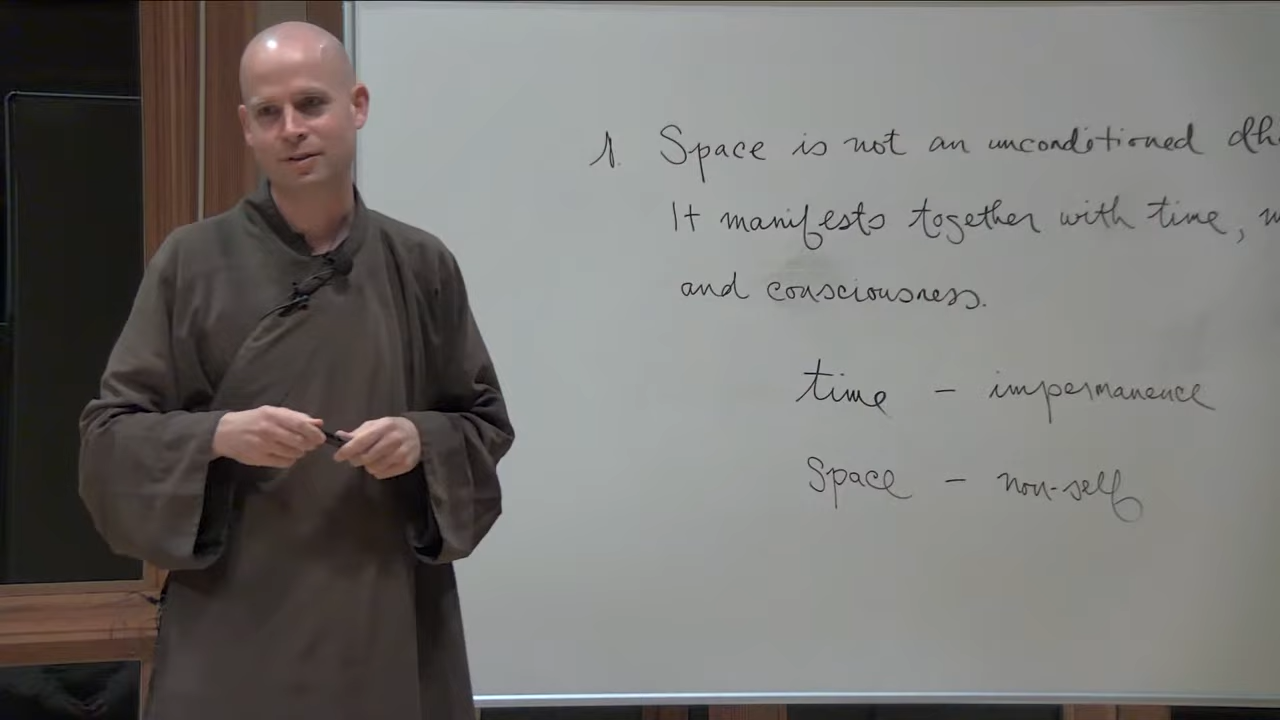 1. Space is not an unconditioned
It manifests together with time,
and consciousness.
time – impermanence
Space – non-self